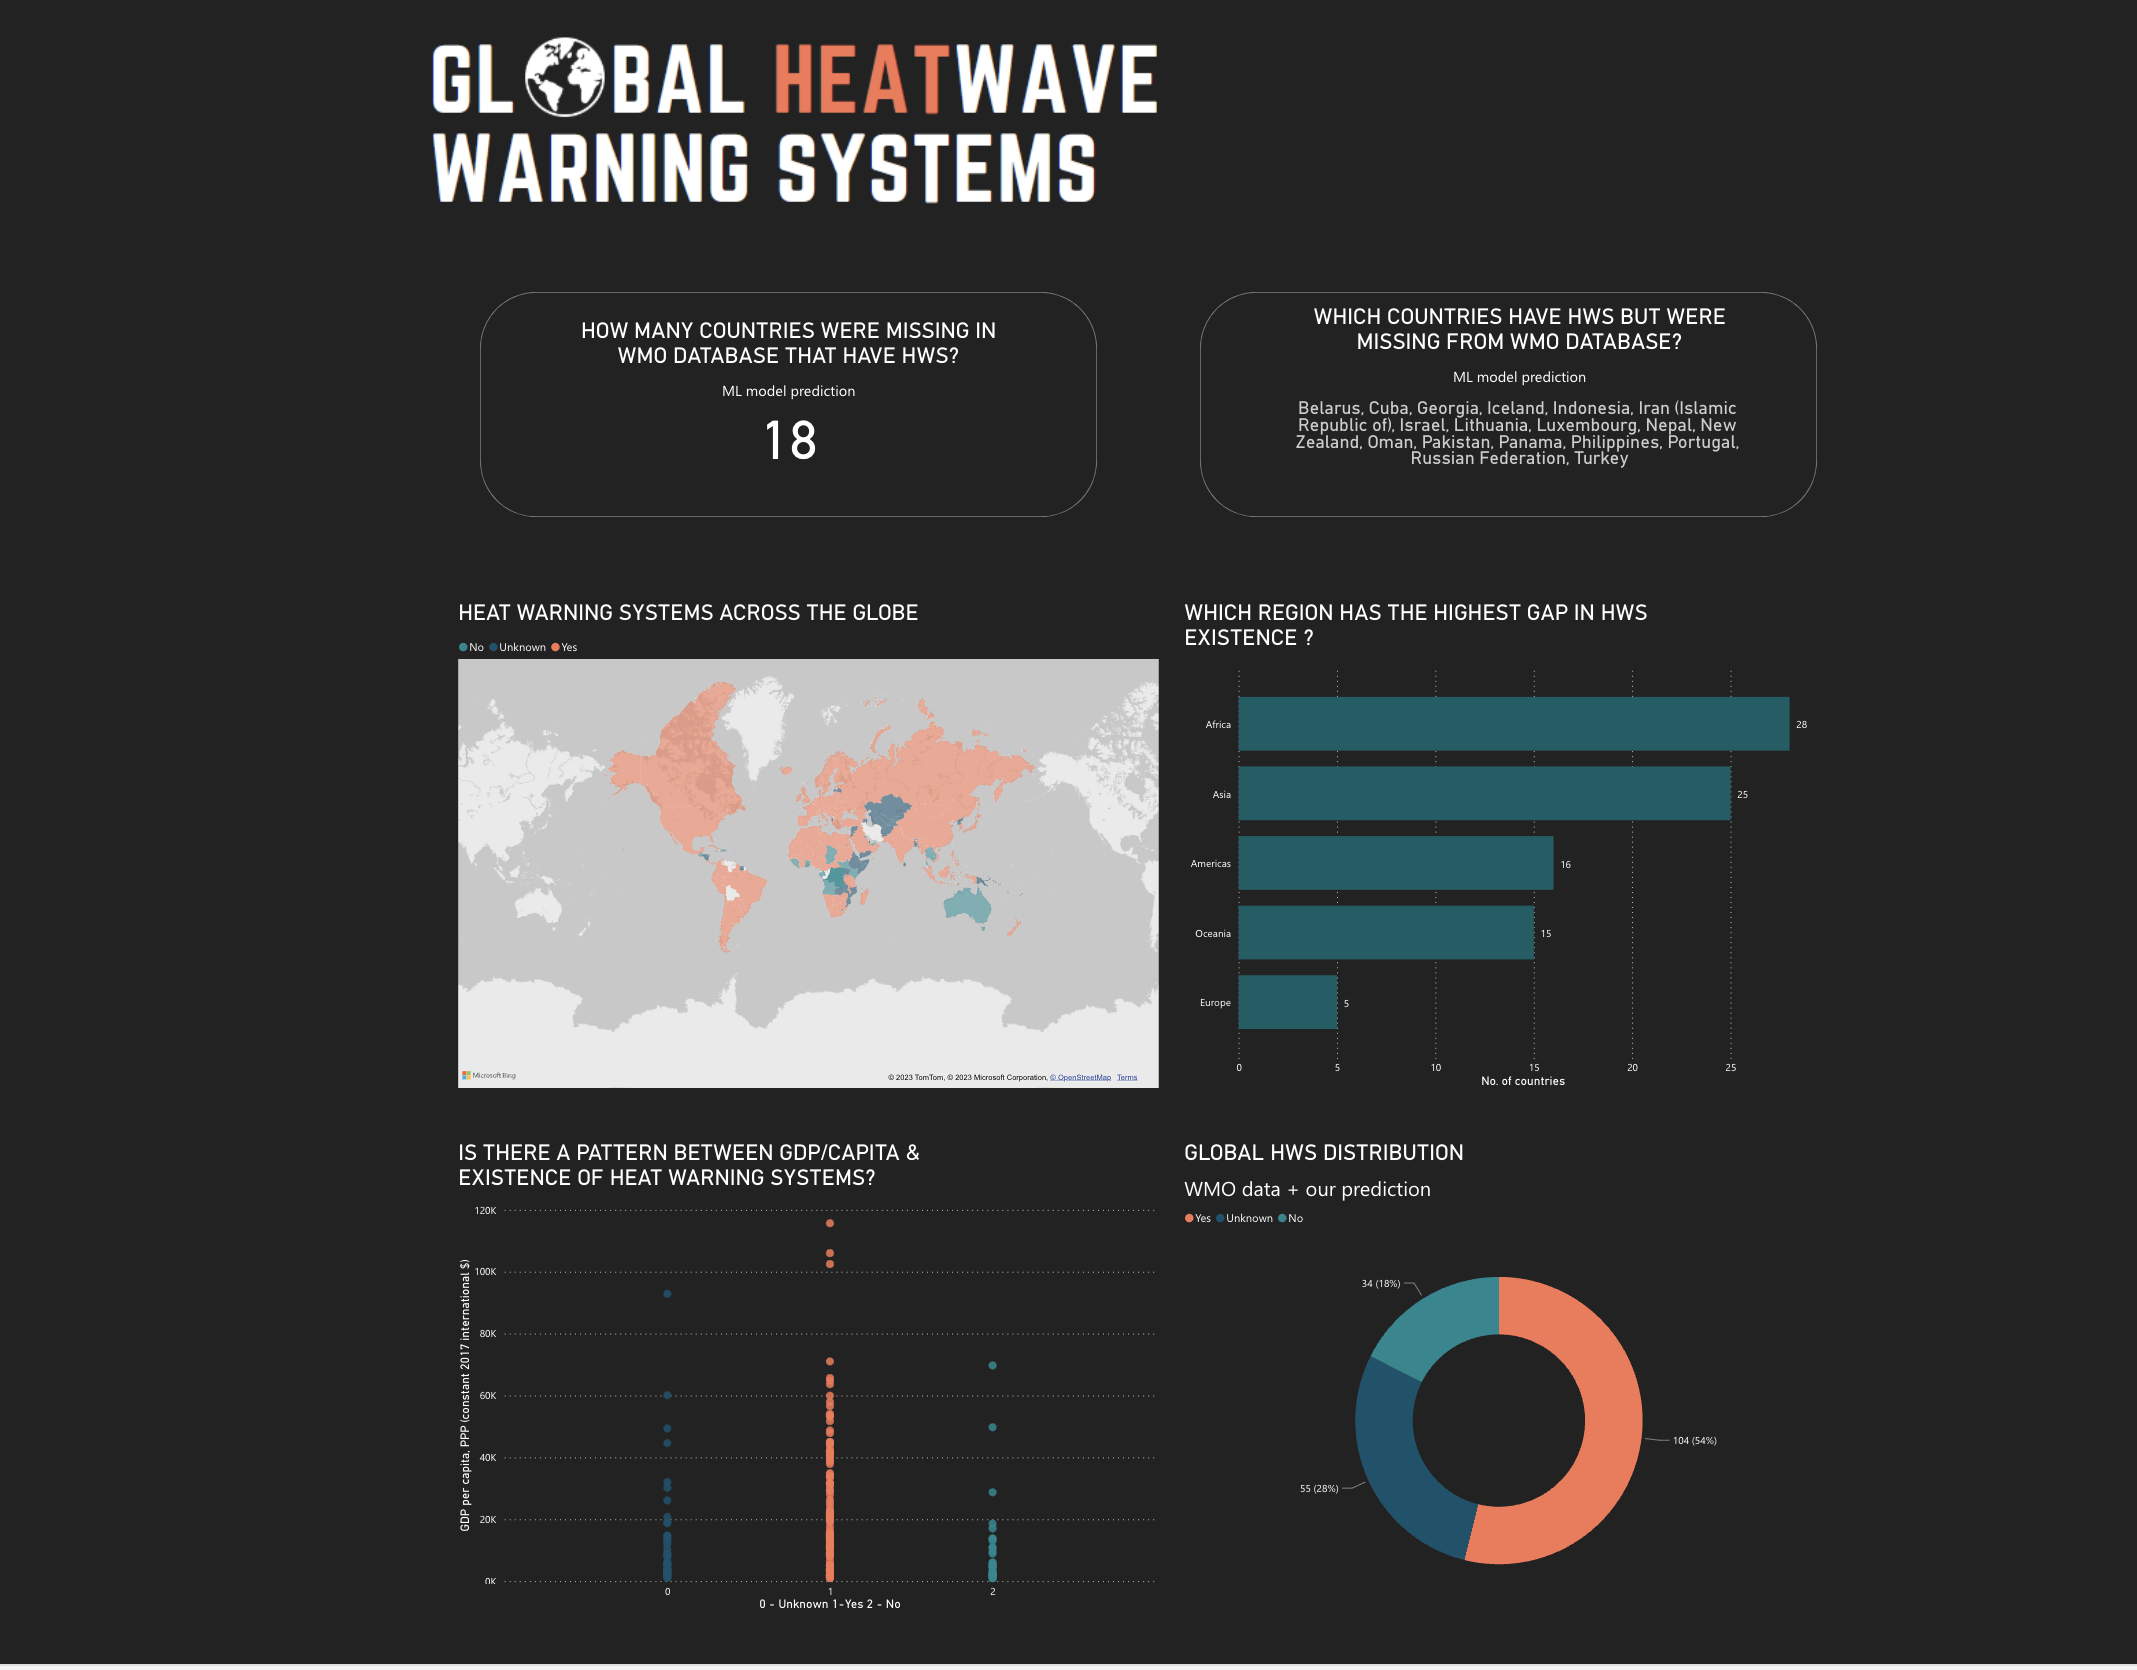 GLOBAL HEATWAVE
WARNING SYSTEMS
HOW MANY COUNTRIES WERE MISSING IN
WMO DATABASE THAT HAVE HWS?
ML model prediction
18
WHICH COUNTRIES HAVE HWS BUT WERE
MISSING FROM WMO DATABASE?
ML model prediction
Belarus, Cuba, Georgia, Iceland, Indonesia, Iran (Islamic
Republic of), Israel, Lithuania, Luxembourg, Nepal, New
Zealand, Oman, Pakistan, Panama, Philippines, Portugal,
Russian Federation, Turkey
HEAT WARNING SYSTEMS ACROSS THE GLOBE
No Unknown Yes
Microsoft Bing
© 2023 TomTom, © 2023 Microsoft Corporation, © OpenStreetMap Terms
WHICH REGION HAS THE HIGHEST GAP IN HWS
EXISTENCE ?
Africa 28
Asia 25
Americas 16
Oceania 15
Europe 5
0 5 10 15 20 25
No. of countries
IS THERE A PATTERN BETWEEN GDP/CAPITA &
EXISTENCE OF HEAT WARNING SYSTEMS?
GDP per capita, PPP (constant 2017 international $)
120K
100K
80K
60K
40K
20K
0K
0 1 2
0 - Unknown 1-Yes 2 - No
GLOBAL HWS DISTRIBUTION
WMO data + our prediction
Yes Unknown No
34 (18%)
104 (54%)
55 (28%)